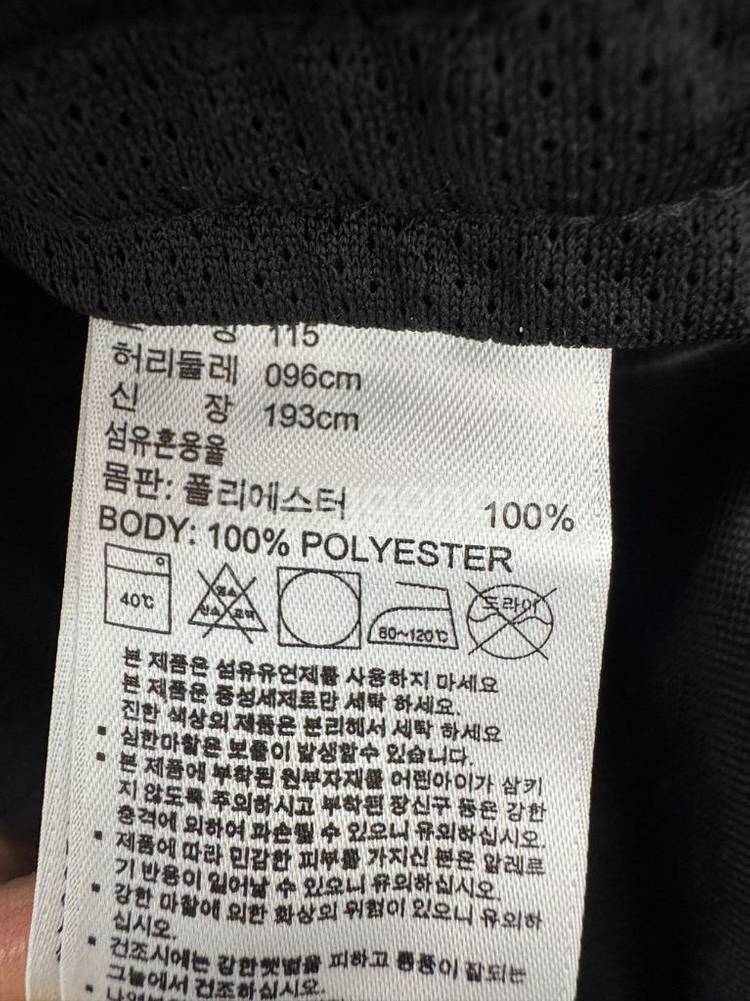 장 115
허리둘레 096cm
신 장 193cm
섬유혼용율
몸판: 폴리에스터 100%
BODY: 100% POLYESTER
40℃ 염소 산소 표백 80~120℃ 드라이
본 제품은 섬유유연제를 사용하지 마세요
본 제품은 중성세제로만 세탁 하세요.
진한 색상의 제품은 분리해서 세탁 하세요
▪ 심한마찰은 보풀이 발생할수 있습니다.
▪ 본 제품에 부착된 원부자재를 어린아이가 삼키
지 않도록 주의하시고 부착된 장신구 등은 강한
충격에 의하여 파손될 수 있으니 유의하십시오.
▪ 제품에 따라 민감한 피부를 가지신 분은 알레르
기 반응이 일어날 수 있으니 유의하십시오.
▪ 강한 마찰에 의한 화상의 위험이 있으니 유의하
십시오.
▪ 건조시에는 강한햇볕을 피하고 통풍이 잘되는
그늘에서 건조하십시오.